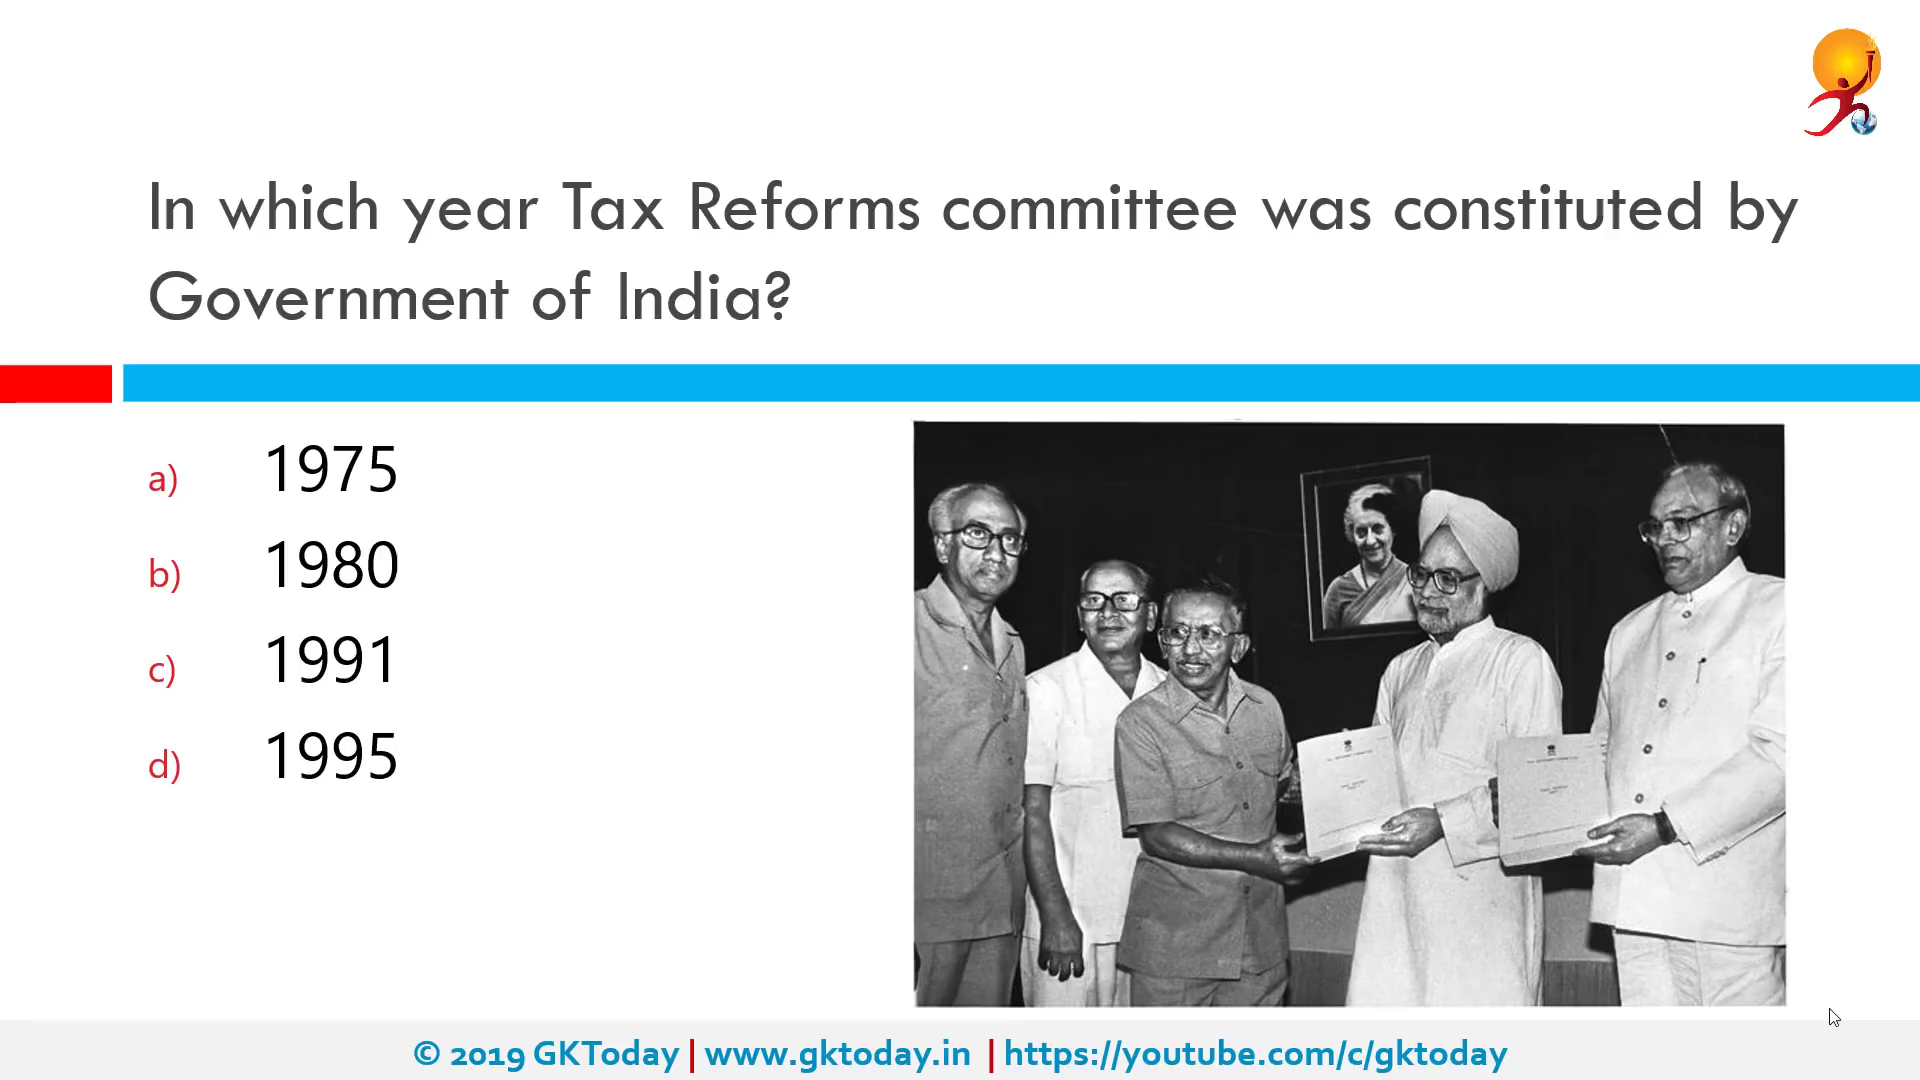 In which year Tax Reforms committee was constituted by
Government of India?
a) 1975
b) 1980
c) 1991
d) 1995
© 2019 GKToday | www.gktoday.in | https://youtube.com/c/gktoday